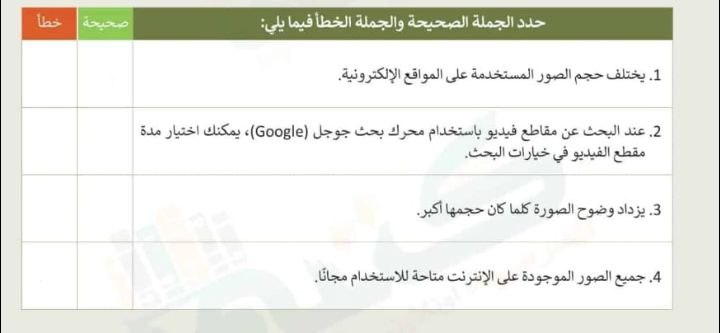 حدد الجملة الصحيحة والجملة الخطأ فيما يلي:
صحيحة
خطأ
1. يختلف حجم الصور المستخدمة على المواقع الإلكترونية.
2. عند البحث عن مقاطع فيديو باستخدام محرك بحث جوجل (Google)، يمكنك اختيار مدة
مقطع الفيديو في خيارات البحث.
3. يزداد وضوح الصورة كلما كان حجمها أكبر.
4. جميع الصور الموجودة على الإنترنت متاحة للاستخدام مجانًا.